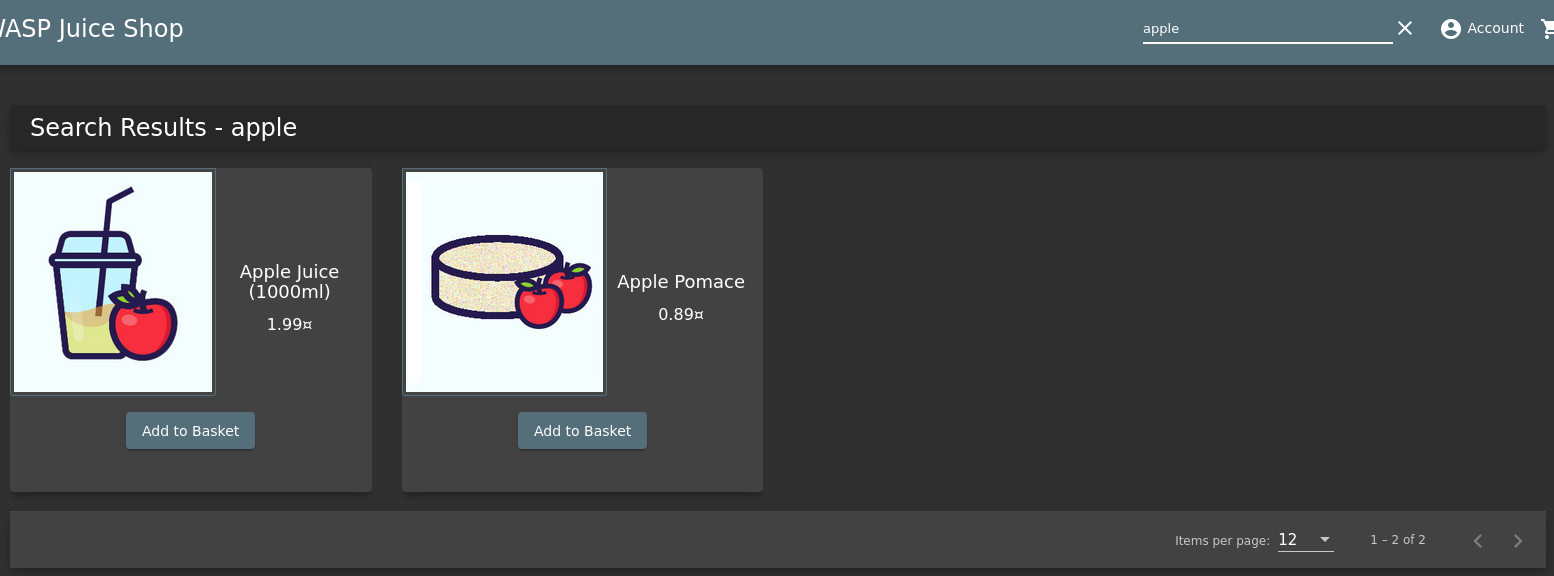 WASP Juice Shop
apple
Account
Search Results - apple
Apple Juice
(1000ml)
1.99¤
Add to Basket
Apple Pomace
0.89¤
Add to Basket
Items per page: 12
1 – 2 of 2